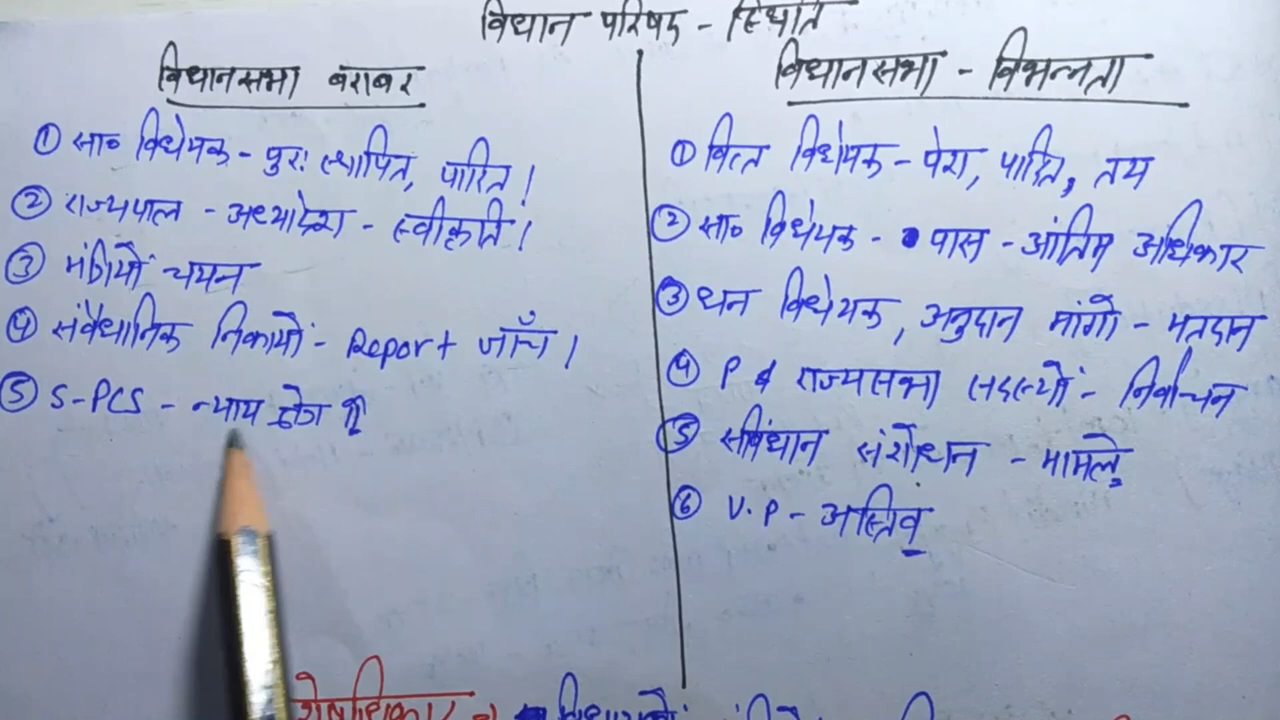 विधान परिषद - स्थिति
विधानसभा बराबर
① सा० विधेयक - पुरः स्थापित, पारित।
② राज्यपाल - अध्यादेश - स्वीकृति।
③ मंत्रियों चयन
④ संवैधानिक निकायों - Report जाँच।
⑤ S-PCS - न्याय क्षेत्र
विधानसभा - विभिन्नता
① वित्त विधेयक - पेश, पारित, तय
② सा० विधेयक - पास - अंतिम अधिकार
③ धन विधेयक, अनुदान मांगों - मतदान
④ P व राज्यसभा सदस्यों - निर्वाचन
⑤ संविधान संशोधन - मामले,
⑥ V.P - अस्तित्व